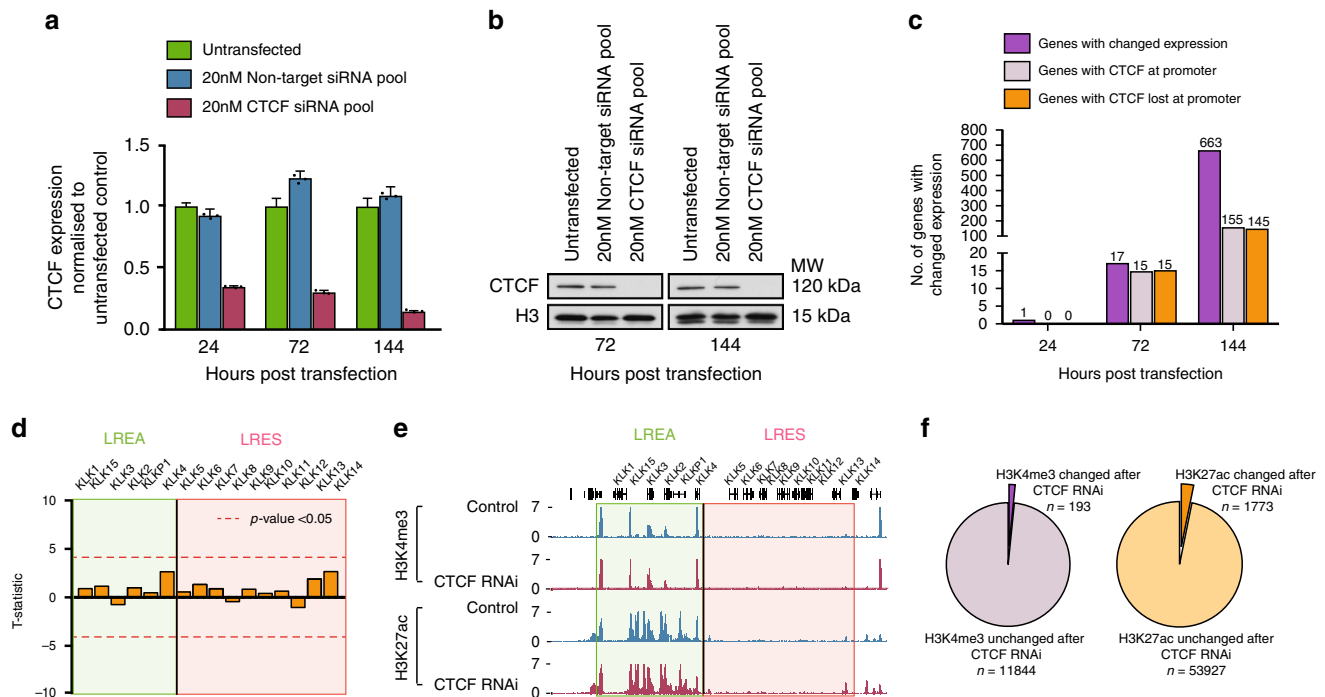 a
Untransfected
20nM Non-target siRNA pool
20nM CTCF siRNA pool
CTCF expression
normalised to
untransfected control
1.5
1.0
0.5
0.0
24
72
144
Hours post transfection
b
Untransfected
20nM Non-target siRNA pool
20nM CTCF siRNA pool
Untransfected
20nM Non-target siRNA pool
20nM CTCF siRNA pool
MW
CTCF
120 kDa
H3
15 kDa
72
144
Hours post transfection
c
Genes with changed expression
Genes with CTCF at promoter
Genes with CTCF lost at promoter
No. of genes with
changed expression
800
700
600
500
400
300
200
100
20
15
10
5
0
1
0
0
17
15
15
663
155
145
24
72
144
Hours post transfection
d
LREA
LRES
KLK1
KLK15
KLK3
KLK2
KLKP1
KLK4
KLK5
KLK6
KLK7
KLK8
KLK9
KLK10
KLK11
KLK12
KLK13
KLK14
T-statistic
10
5
0
−5
−10
p-value <0.05
e
LREA
LRES
KLK1
KLK15
KLK3
KLK2
KLKP1
KLK4
KLK5
KLK6
KLK7
KLK8
KLK9
KLK10
KLK11
KLK12
KLK13
KLK14
H3K4me3
Control
7
0
CTCF RNAi
7
0
H3K27ac
Control
7
0
CTCF RNAi
7
0
f
H3K4me3 changed after
CTCF RNAi
n = 193
H3K4me3 unchanged after
CTCF RNAi
n = 11844
H3K27ac changed after
CTCF RNAi
n = 1773
H3K27ac unchanged after
CTCF RNAi
n = 53927